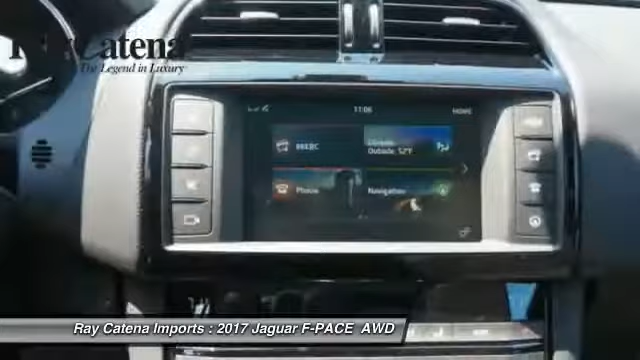 Ray Catena
The Legend in Luxury
11:06
HOME
Climate
Outside: 52°F
Phone
Navigation
Ray Catena Imports : 2017 Jaguar F-PACE AWD